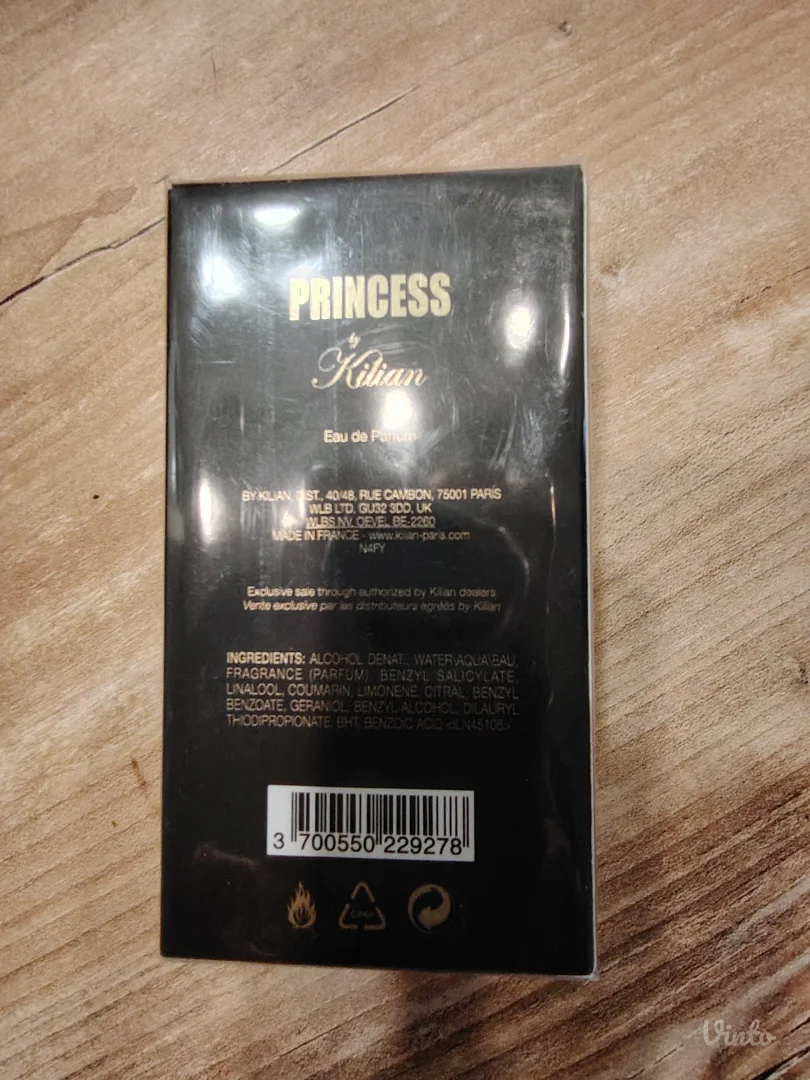 PRINCESS
by
Kilian
Eau de Parfum
BY KILIAN, DIST., 40/48, RUE CAMBON, 75001 PARIS
WLB LTD, GU32 3DD, UK
WLBS NV, OEVEL BE-2260
MADE IN FRANCE - www.kilian-paris.com
N4FY
Exclusive sale through authorized by Kilian dealers
Vente exclusive par les distributeurs agréés by Kilian
INGREDIENTS: ALCOHOL DENAT., WATER\AQUA\EAU,
FRAGRANCE (PARFUM), BENZYL SALICYLATE,
LINALOOL, COUMARIN, LIMONENE, CITRAL, BENZYL
BENZOATE, GERANIOL, BENZYL ALCOHOL, DILAURYL
THIODIPROPIONATE, BHT, BENZOIC ACID <ILN45105>
3 700550 229278
Vinto